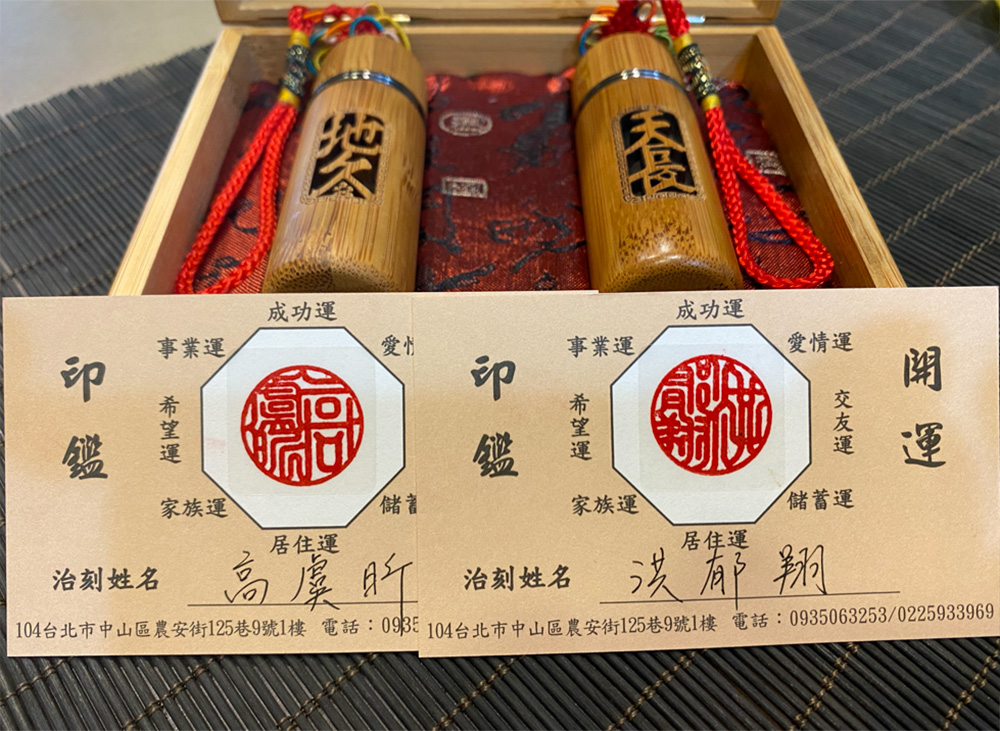 地久
天長
成功運
事業運
愛
印鑑
希望運
家族運
儲
居住運
治刻姓名 高虞昕
104台北市中山區農安街125巷9號1樓 電話：0935
成功運
事業運
愛情運
開運
印鑑
希望運
交友運
家族運
儲蓄運
居住運
治刻姓名 洪郁翔
104台北市中山區農安街125巷9號1樓 電話：0935063253/0225933969